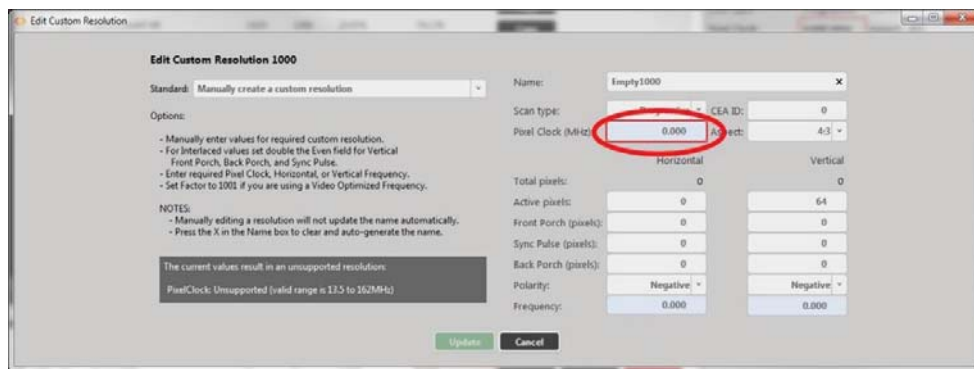 Edit Custom Resolution
Edit Custom Resolution 1000
Standard: Manually create a custom resolution
Options:
- Manually enter values for required custom resolution.
- For Interlaced values set double the Even field for Vertical
Front Porch, Back Porch, and Sync Pulse.
- Enter required Pixel Clock, Horizontal, or Vertical Frequency.
- Set Factor to 1001 if you are using a Video Optimized Frequency.
NOTES:
- Manually editing a resolution will not update the name automatically.
- Press the X in the Name box to clear and auto-generate the name.
The current values result in an unsupported resolution:
PixelClock: Unsupported (valid range is 13.5 to 162MHz)
Name: Empty1000 x
Scan type: CEA ID: 0
Pixel Clock (MHz): 0.000 4:3
Horizontal Vertical
Total pixels: 0 0
Active pixels: 0 64
Front Porch (pixels): 0 0
Sync Pulse (pixels): 0 0
Back Porch (pixels): 0 0
Polarity: Negative Negative
Frequency: 0.000 0.000
Update Cancel